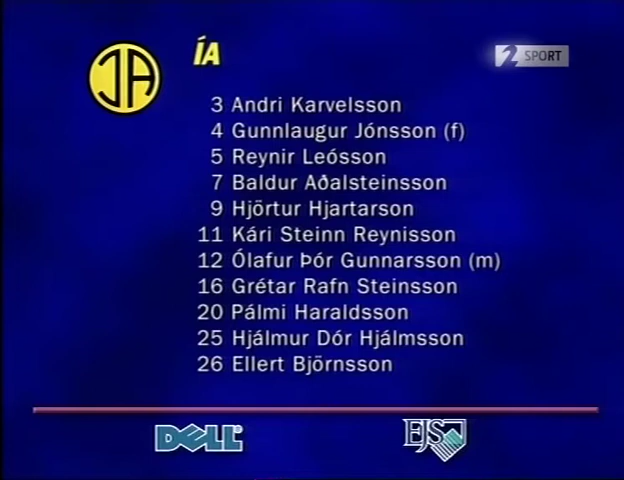 ÍA
2 SPORT
ÍA
3 Andri Karvelsson
4 Gunnlaugur Jónsson (f)
5 Reynir Leósson
7 Baldur Aðalsteinsson
9 Hjörtur Hjartarson
11 Kári Steinn Reynisson
12 Ólafur Þór Gunnarsson (m)
16 Grétar Rafn Steinsson
20 Pálmi Haraldsson
25 Hjálmur Dór Hjálmsson
26 Ellert Björnsson
DELL
EJS